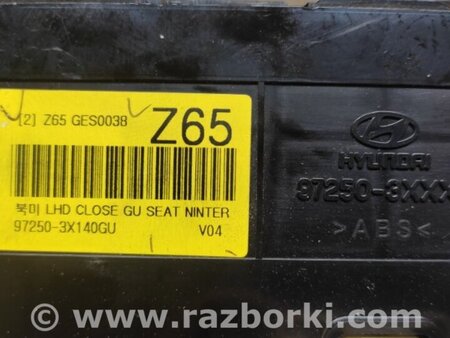 [2] Z65 GES0038
Z65
북미 LHD CLOSE GU SEAT NINTER
97250-3X140GU V04
HYUNDAI
97250-3XXX
>ABS<
www.razborki.com